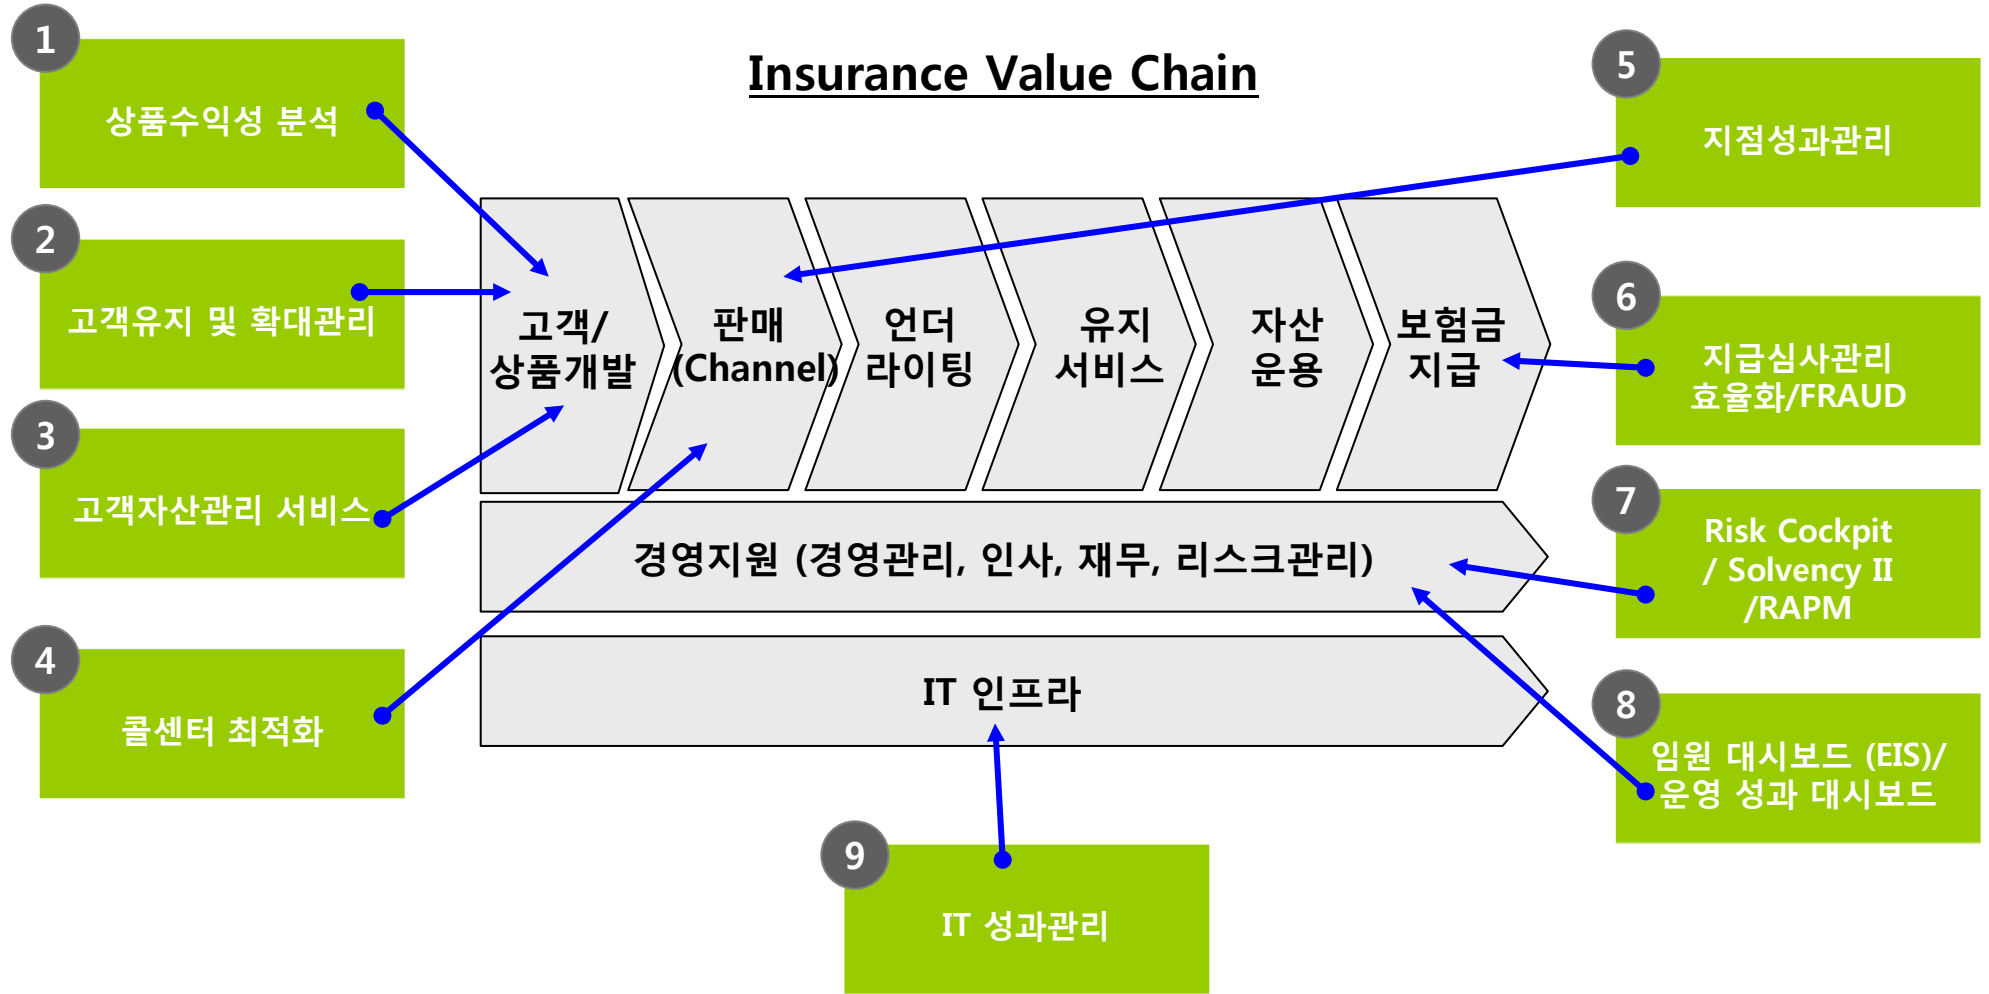 Insurance Value Chain
1
상품수익성 분석
2
고객유지 및 확대관리
3
고객자산관리 서비스
4
콜센터 최적화
고객/
상품개발
판매
(Channel)
언더
라이팅
유지
서비스
자산
운용
보험금
지급
경영지원 (경영관리, 인사, 재무, 리스크관리)
IT 인프라
5
지점성과관리
6
지급심사관리
효율화/FRAUD
7
Risk Cockpit
/ Solvency II
/RAPM
8
임원 대시보드 (EIS)/
운영 성과 대시보드
9
IT 성과관리